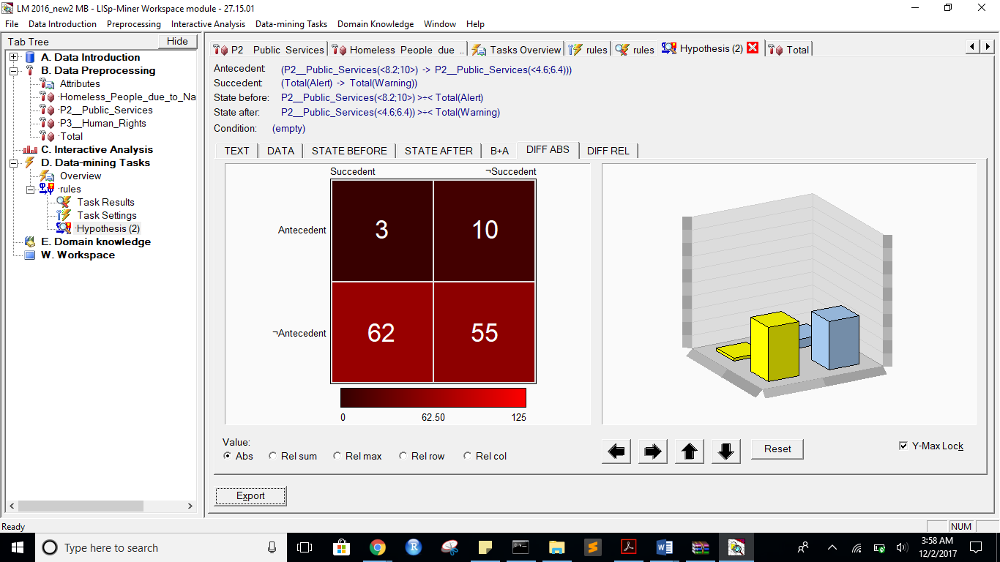 LM 2016_new2 MB - LISp-Miner Workspace module - 27.15.01
File Data Introduction Preprocessing Interactive Analysis Data-mining Tasks Domain Knowledge Window Help
Tab Tree
Hide
A. Data Introduction
B. Data Preprocessing
Attributes
·Homeless_People_due_to_Na
·P2__Public_Services
·P3__Human_Rights
·Total
C. Interactive Analysis
D. Data-mining Tasks
Overview
·rules
Task Results
Task Settings
·Hypothesis (2)
E. Domain knowledge
W. Workspace
P2 Public Services
Homeless People due ..
Tasks Overview
rules
rules
Hypothesis (2)
Total
Antecedent: (P2__Public_Services(<8.2;10>) -> P2__Public_Services(<4.6;6.4)))
Succedent: (Total(Alert) -> Total(Warning))
State before: P2__Public_Services(<8.2;10>) >÷< Total(Alert)
State after: P2__Public_Services(<4.6;6.4)) >÷< Total(Warning)
Condition: (empty)
TEXT DATA STATE BEFORE STATE AFTER B+A DIFF ABS DIFF REL
Succedent ¬Succedent
Antecedent 3 10
¬Antecedent 62 55
0 62.50 125
Value:
Abs Rel sum Rel max Rel row Rel col
Reset
Y-Max Lock
Export
Ready
NUM
Type here to search
3:58 AM
12/2/2017